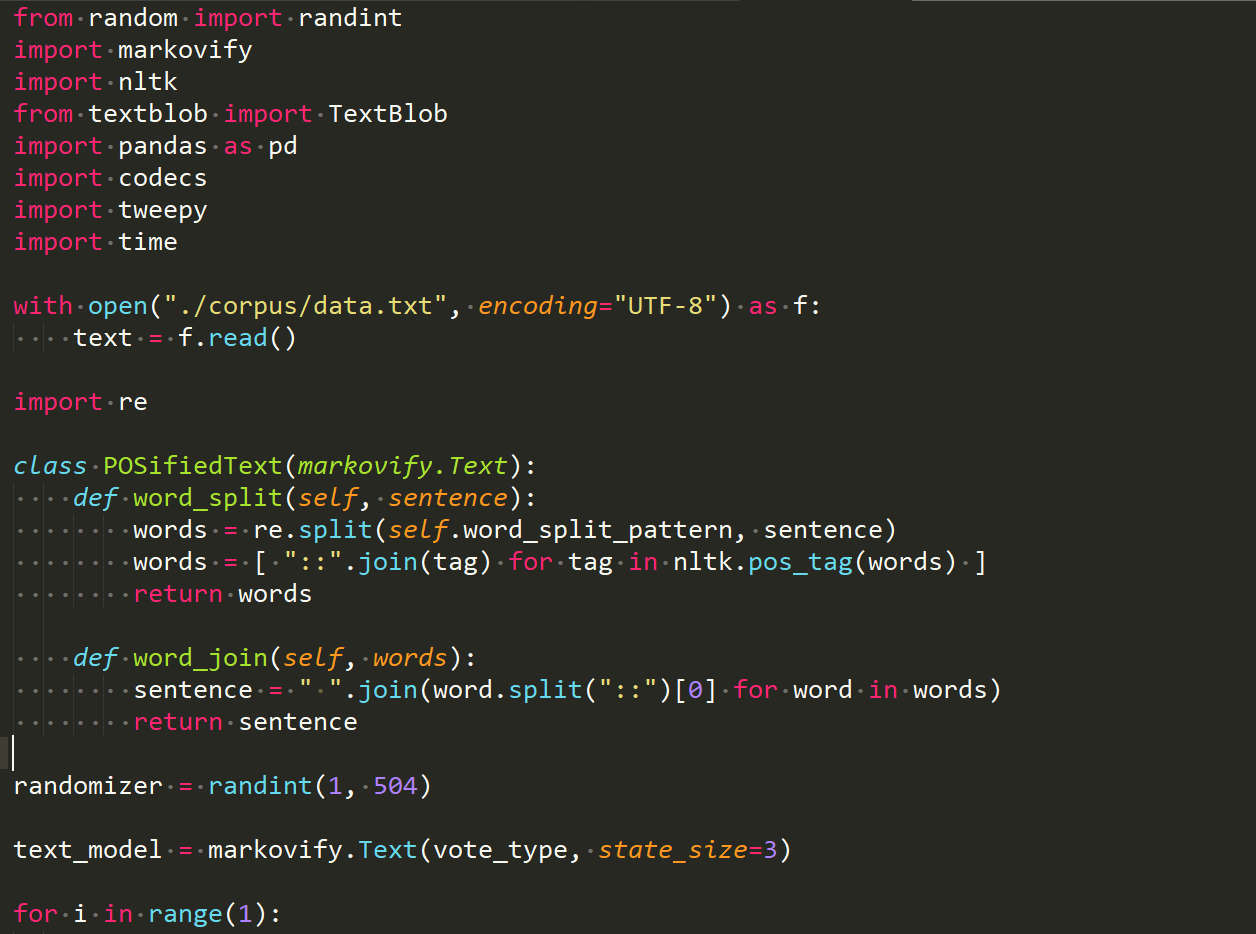 from random import randint
import markovify
import nltk
from textblob import TextBlob
import pandas as pd
import codecs
import tweepy
import time
with open("./corpus/data.txt", encoding="UTF-8") as f:
    text = f.read()
import re
class POSifiedText(markovify.Text):
    def word_split(self, sentence):
        words = re.split(self.word_split_pattern, sentence)
        words = [ "::".join(tag) for tag in nltk.pos_tag(words) ]
        return words
    def word_join(self, words):
        sentence = " ".join(word.split("::")[0] for word in words)
        return sentence
randomizer = randint(1, 504)
text_model = markovify.Text(vote_type, state_size=3)
for i in range(1):